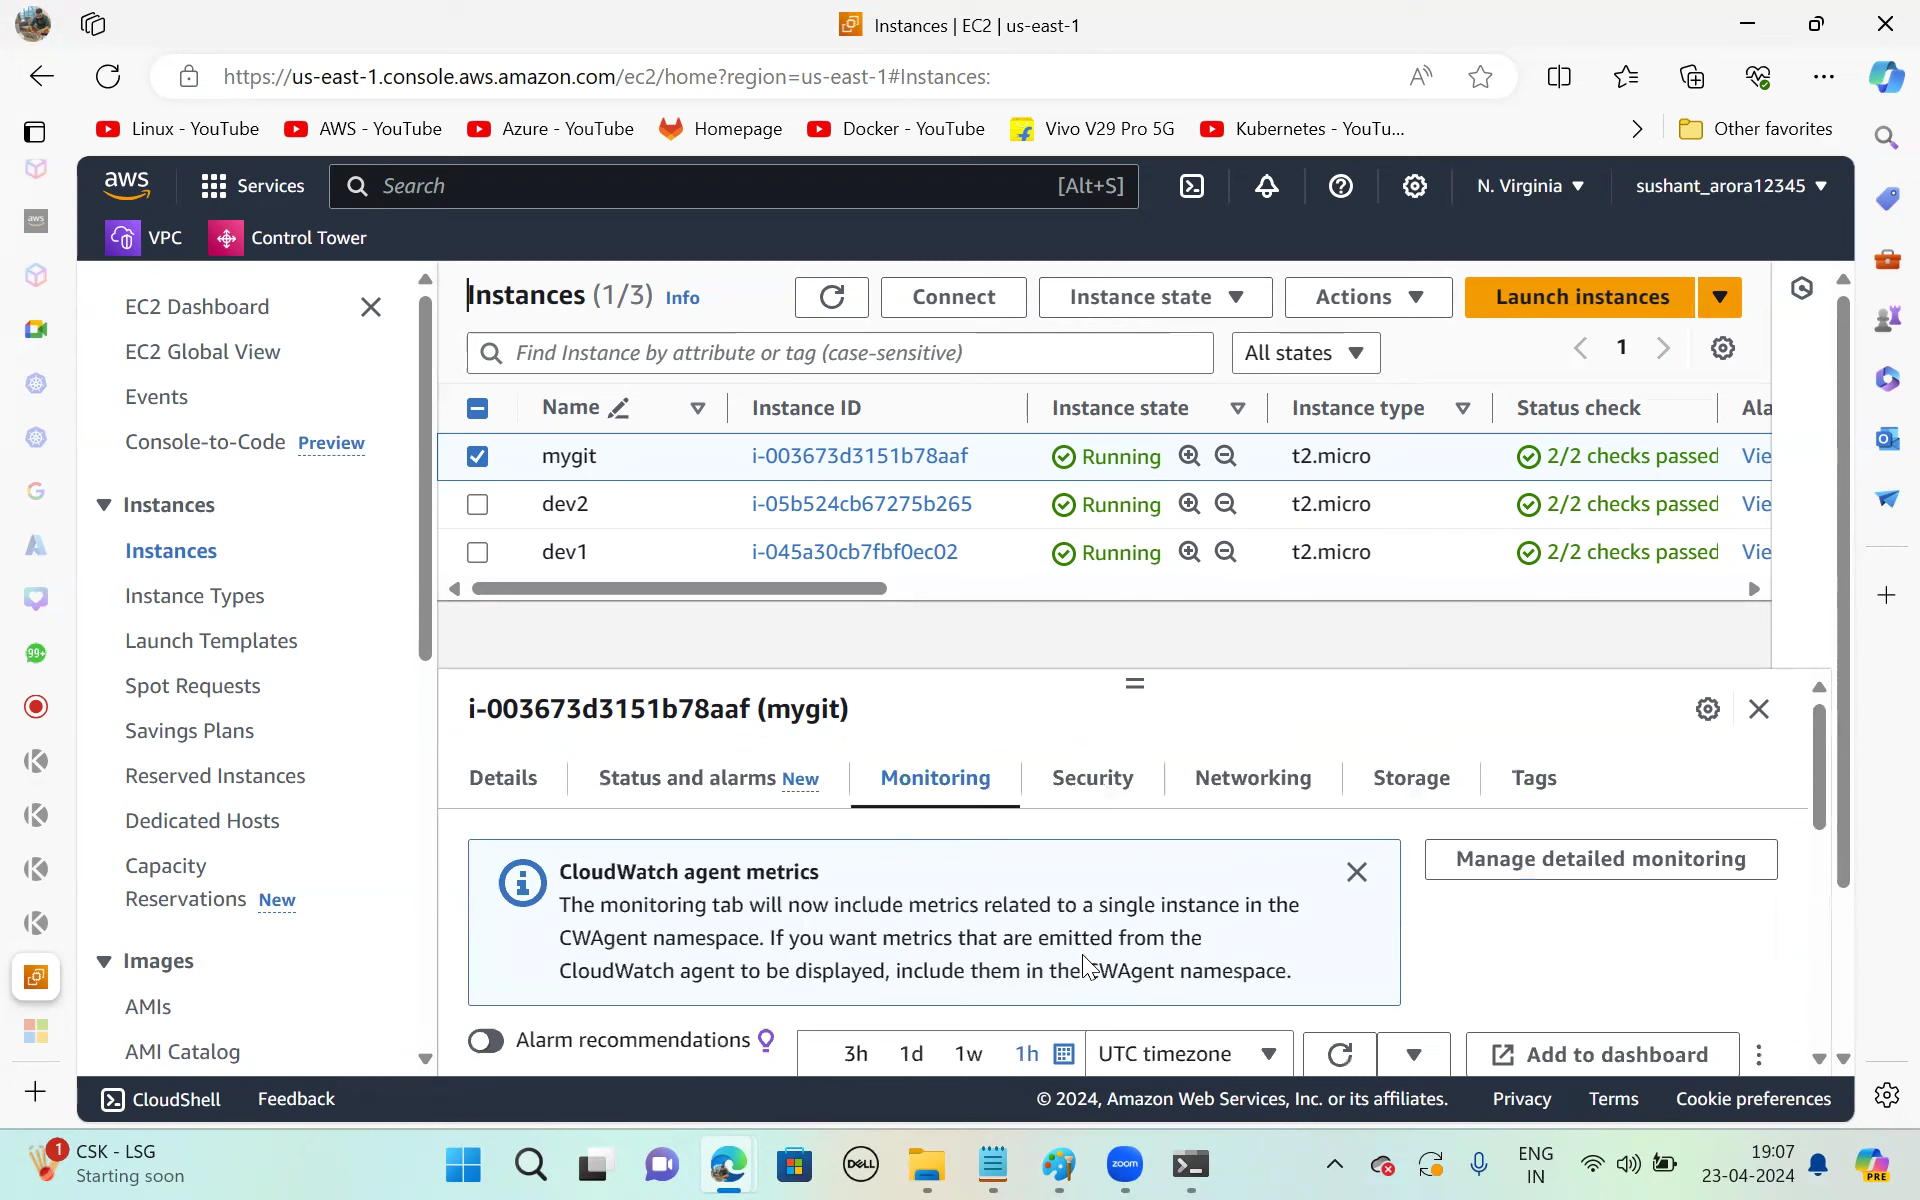 Instances | EC2 | us-east-1
https://us-east-1.console.aws.amazon.com/ec2/home?region=us-east-1#Instances:
Linux - YouTube
AWS - YouTube
Azure - YouTube
Homepage
Docker - YouTube
Vivo V29 Pro 5G
Kubernetes - YouTu...
Other favorites
aws
Services
Search
[Alt+S]
N. Virginia
sushant_arora12345
VPC
Control Tower
EC2 Dashboard
EC2 Global View
Events
Console-to-Code Preview
Instances
Instances
Instance Types
Launch Templates
Spot Requests
Savings Plans
Reserved Instances
Dedicated Hosts
Capacity
Reservations New
Images
AMIs
AMI Catalog
Instances (1/3) Info
Connect
Instance state
Actions
Launch instances
Find Instance by attribute or tag (case-sensitive)
All states
1
Name
Instance ID
Instance state
Instance type
Status check
Ala
mygit
i-003673d3151b78aaf
Running
t2.micro
2/2 checks passed
Vie
dev2
i-05b524cb67275b265
Running
t2.micro
2/2 checks passed
Vie
dev1
i-045a30cb7fbf0ec02
Running
t2.micro
2/2 checks passed
Vie
i-003673d3151b78aaf (mygit)
Details
Status and alarms New
Monitoring
Security
Networking
Storage
Tags
CloudWatch agent metrics
The monitoring tab will now include metrics related to a single instance in the
CWAgent namespace. If you want metrics that are emitted from the
CloudWatch agent to be displayed, include them in the CWAgent namespace.
Manage detailed monitoring
Alarm recommendations
3h
1d
1w
1h
UTC timezone
Add to dashboard
CloudShell
Feedback
© 2024, Amazon Web Services, Inc. or its affiliates.
Privacy
Terms
Cookie preferences
aws
99+
1
CSK - LSG
Starting soon
DELL
zoom
ENG
IN
19:07
23-04-2024
PRE